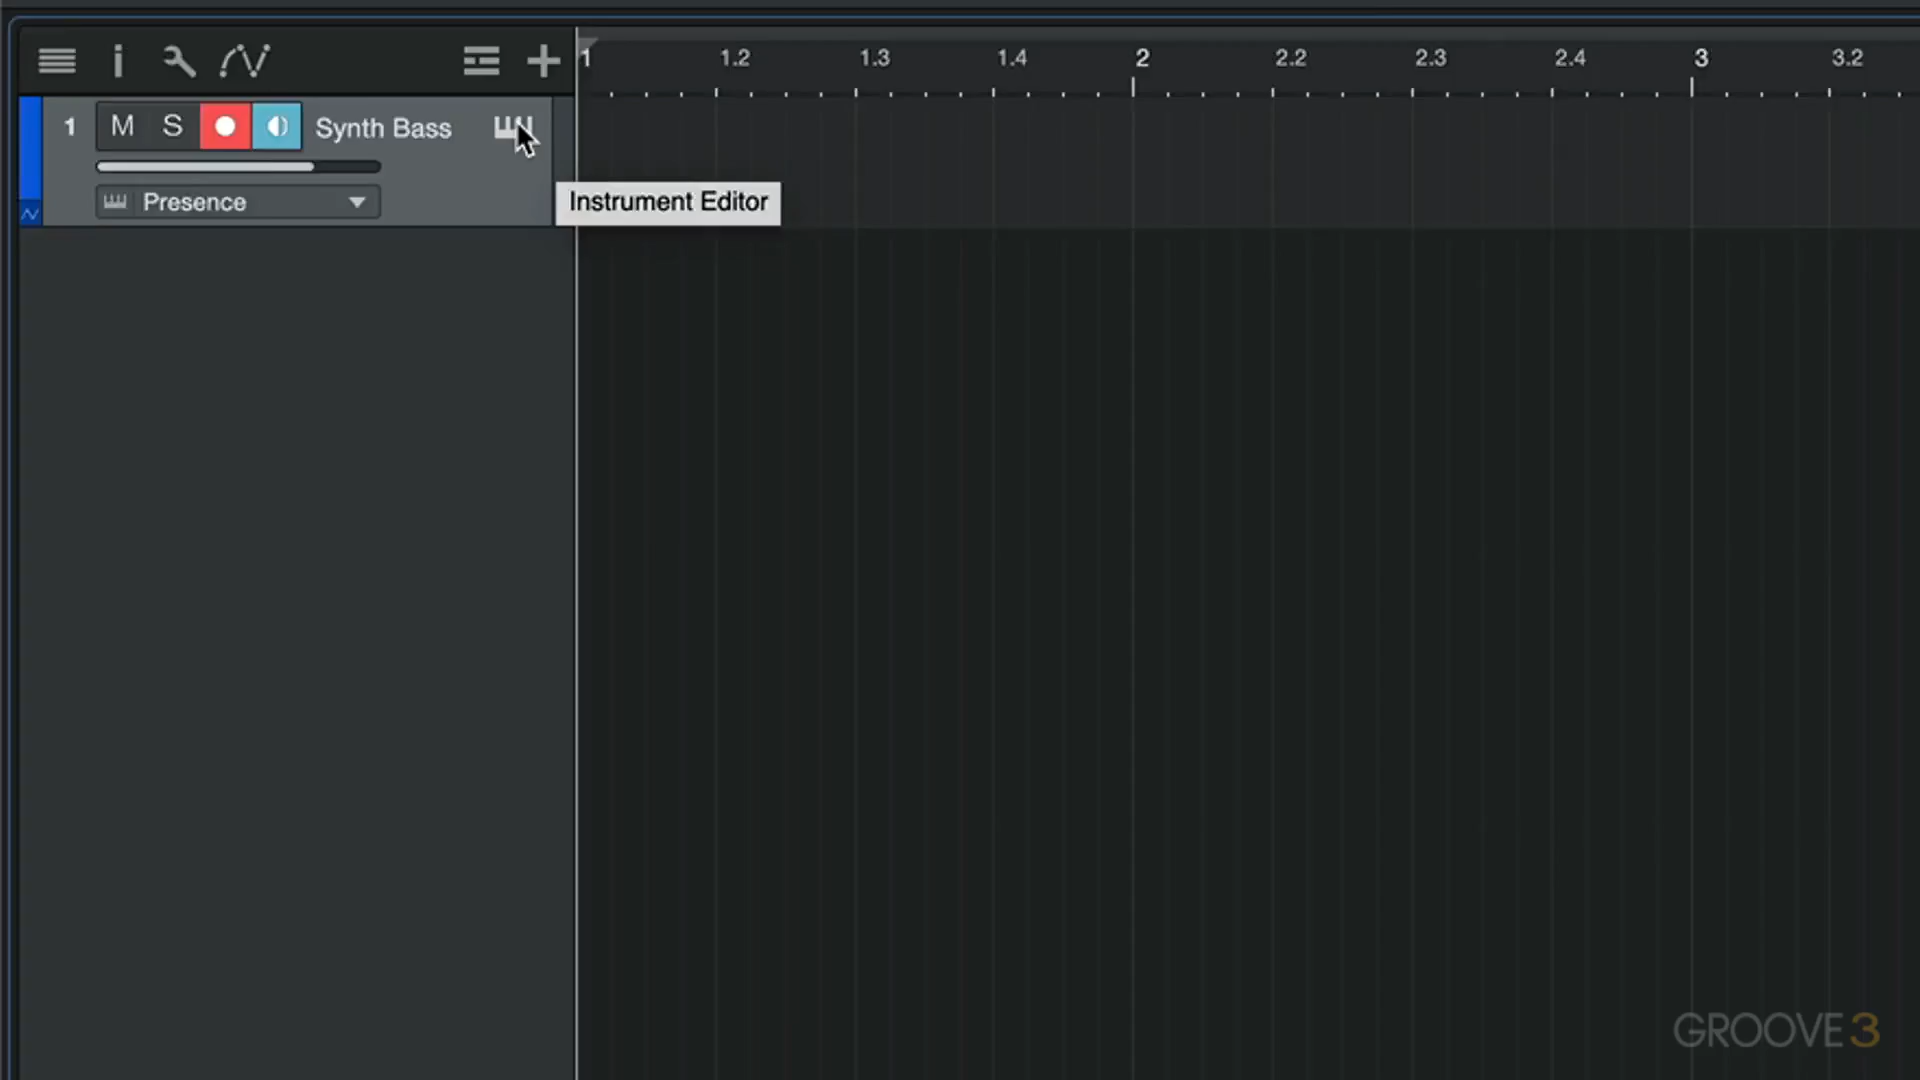 i
1 1.2 1.3 1.4 2 2.2 2.3 2.4 3 3.2
1 M S Synth Bass
Presence
Instrument Editor
GROOVE3